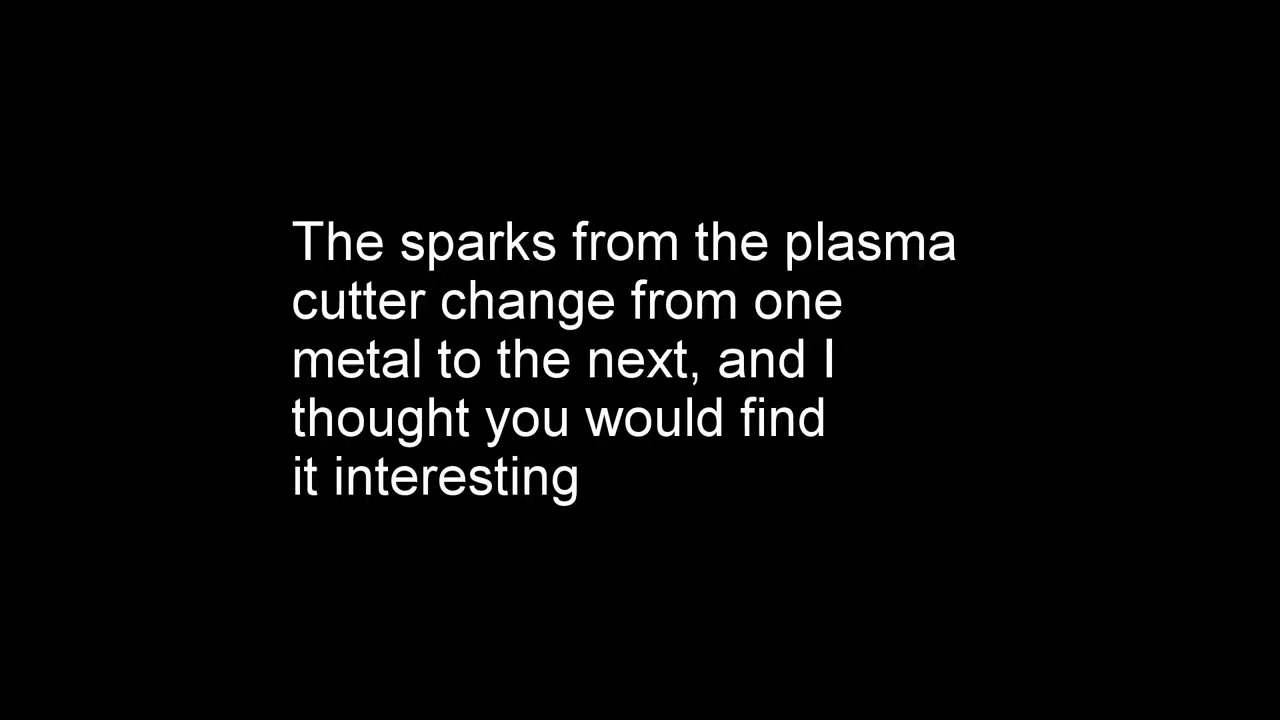 The sparks from the plasma
cutter change from one
metal to the next, and I
thought you would find
it interesting